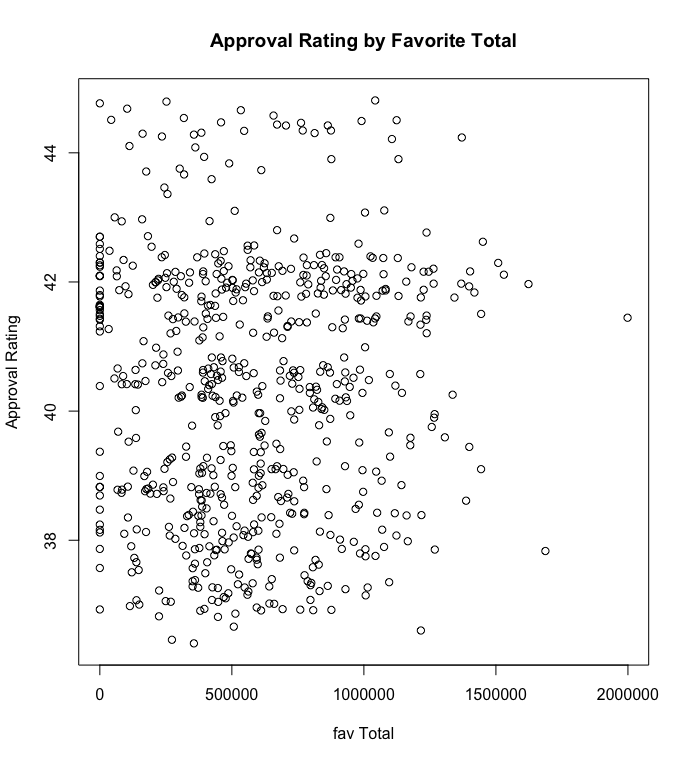 Approval Rating by Favorite Total
Approval Rating
44
42
40
38
0 500000 1000000 1500000 2000000
fav Total